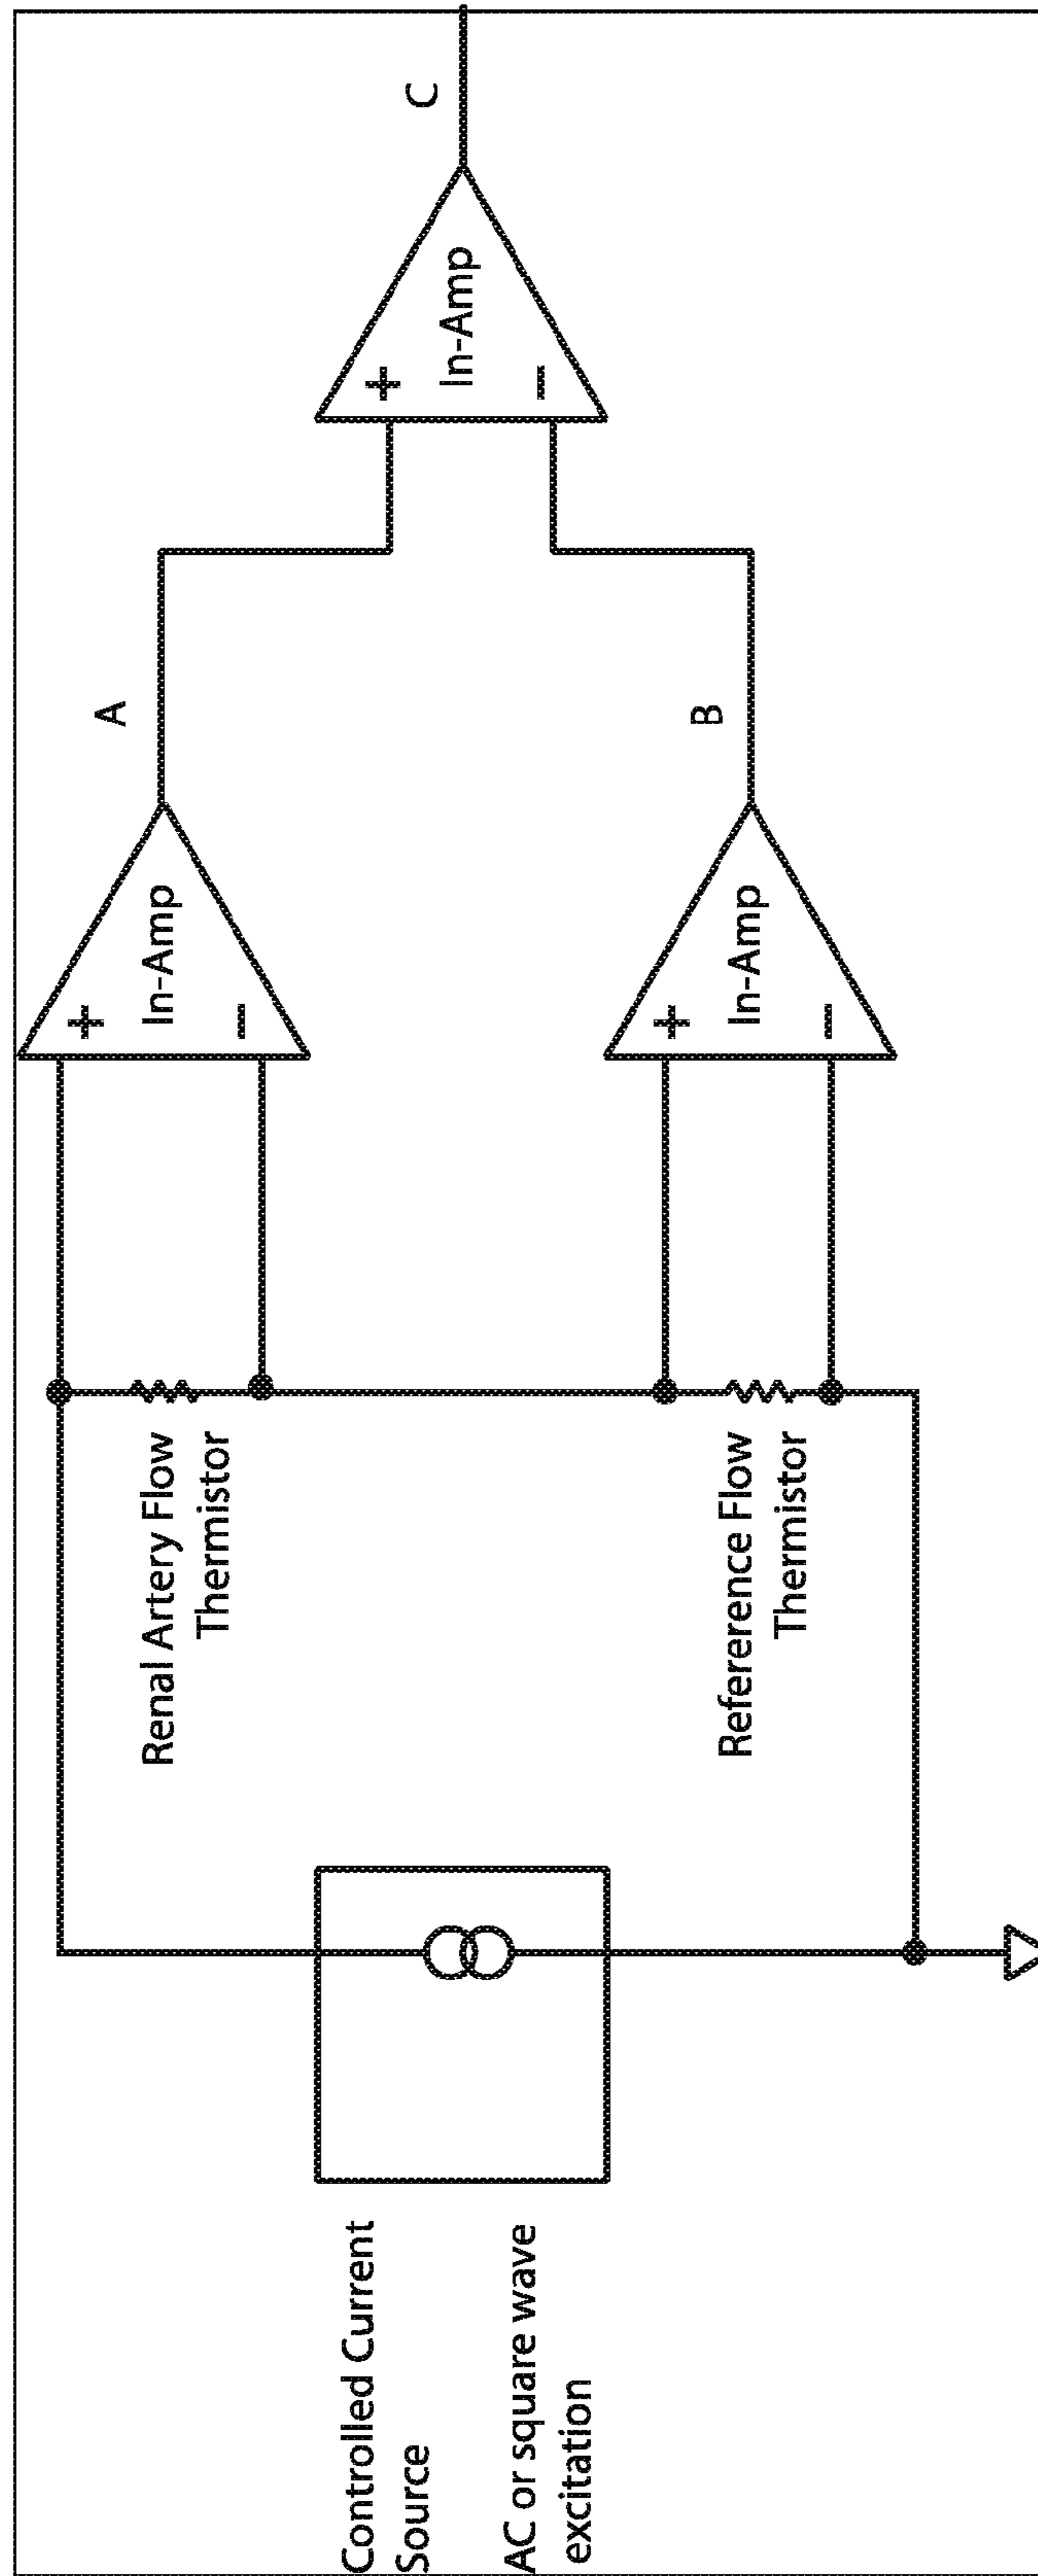 Controlled Current
Source
AC or square wave
excitation
Renal Artery Flow
Thermistor
Reference Flow
Thermistor
+
In-Amp
−
A
+
In-Amp
−
B
+
In-Amp
−
C